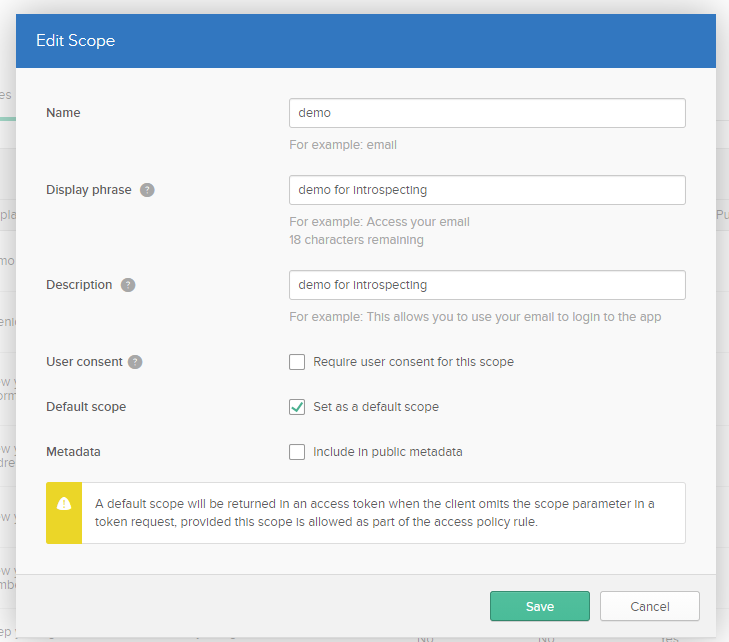 Edit Scope
Name
demo
For example: email
Display phrase ?
demo for introspecting
For example: Access your email
18 characters remaining
Description ?
demo for introspecting
For example: This allows you to use your email to login to the app
User consent ?
Require user consent for this scope
Default scope
Set as a default scope
Metadata
Include in public metadata
A default scope will be returned in an access token when the client omits the scope parameter in a
token request, provided this scope is allowed as part of the access policy rule.
Save
Cancel